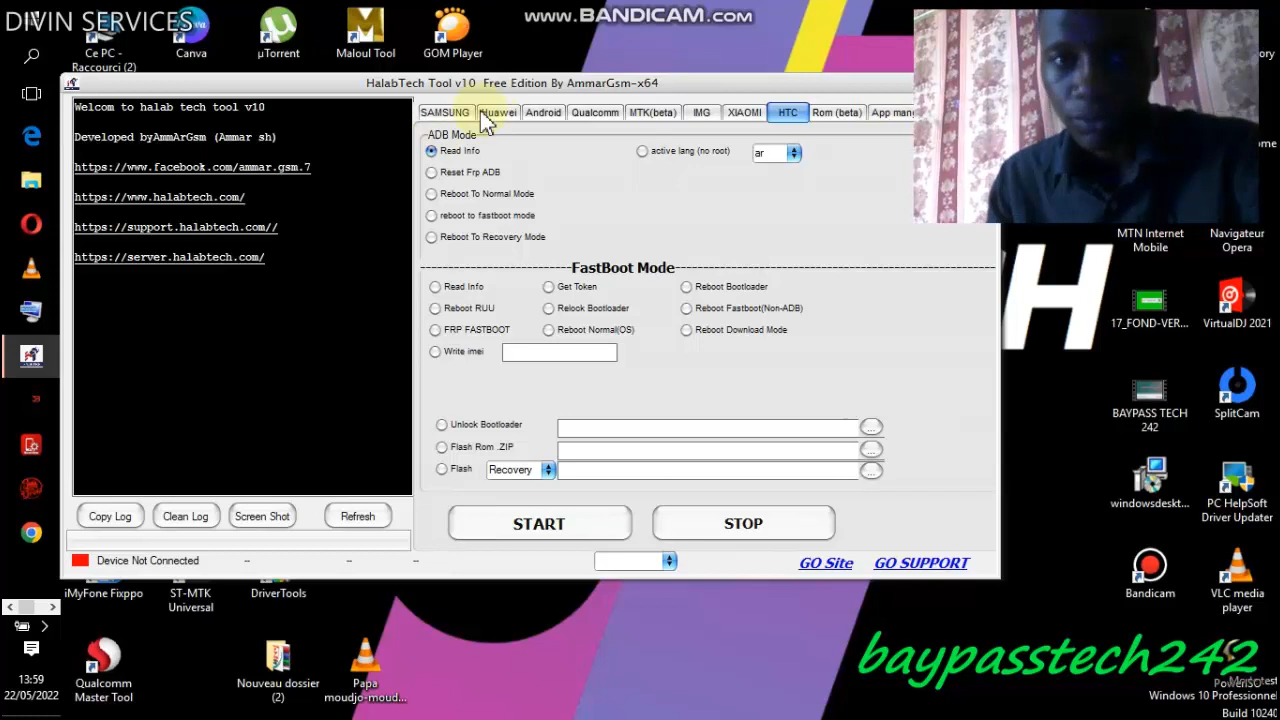 DIVIN SERVICES
www.BANDICAM.com
Ce PC -
Raccourci (2)
Canva
µTorrent
Maloul Tool
GOM Player
HalabTech Tool v10 Free Edition By AmmarGsm-x64
Welcom to halab tech tool v10
Developed byAmmArGsm (Ammar sh)
https://www.facebook.com/ammar.gsm.7
https://www.halabtech.com/
https://support.halabtech.com//
https://server.halabtech.com/
SAMSUNG Huawei Android Qualcomm MTK(beta) IMG XIAOMI HTC Rom (beta) App man
ADB Mode
Read Info
active lang (no root) ar
Reset Frp ADB
Reboot To Normal Mode
reboot to fastboot mode
Reboot To Recovery Mode
FastBoot Mode
Read Info Get Token Reboot Bootloader
Reboot RUU Relock Bootloader Reboot Fastboot(Non-ADB)
FRP FASTBOOT Reboot Normal(OS) Reboot Download Mode
Write imei
Unlock Bootloader ...
Flash Rom .ZIP ...
Flash Recovery ...
Copy Log Clean Log Screen Shot Refresh
START STOP
Device Not Connected -- -- --
GO Site GO SUPPORT
MTN Internet
Mobile
Navigateur
Opera
17_FOND-VER...
VirtualDJ 2021
BAYPASS TECH
242
SplitCam
windowsdeskt...
PC HelpSoft
Driver Updater
Bandicam
VLC media
player
iMyFone Fixppo
ST-MTK
Universal
DriverTools
Qualcomm
Master Tool
Nouveau dossier
(2)
Papa
moudjo-moud...
13:59
22/05/2022
H
baypasstech242
Windows 10 Professionne
Build 10240